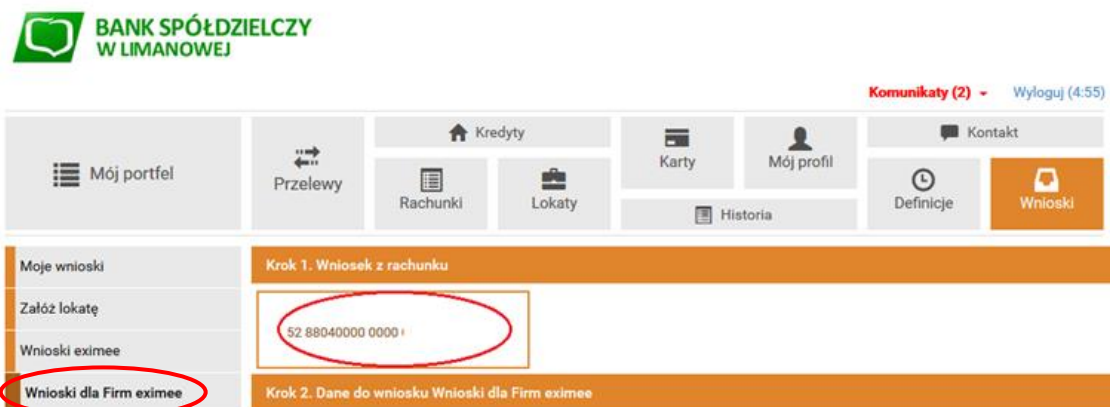 BANK SPÓŁDZIELCZY
W LIMANOWEJ
Komunikaty (2)
Wyloguj (4:55)
Mój portfel
Przelewy
Kredyty
Rachunki
Lokaty
Karty
Mój profil
Historia
Kontakt
Definicje
Wnioski
Moje wnioski
Załóż lokatę
Wnioski eximee
Wnioski dla Firm eximee
Krok 1. Wniosek z rachunku
52 88040000 0000
Krok 2. Dane do wniosku Wnioski dla Firm eximee